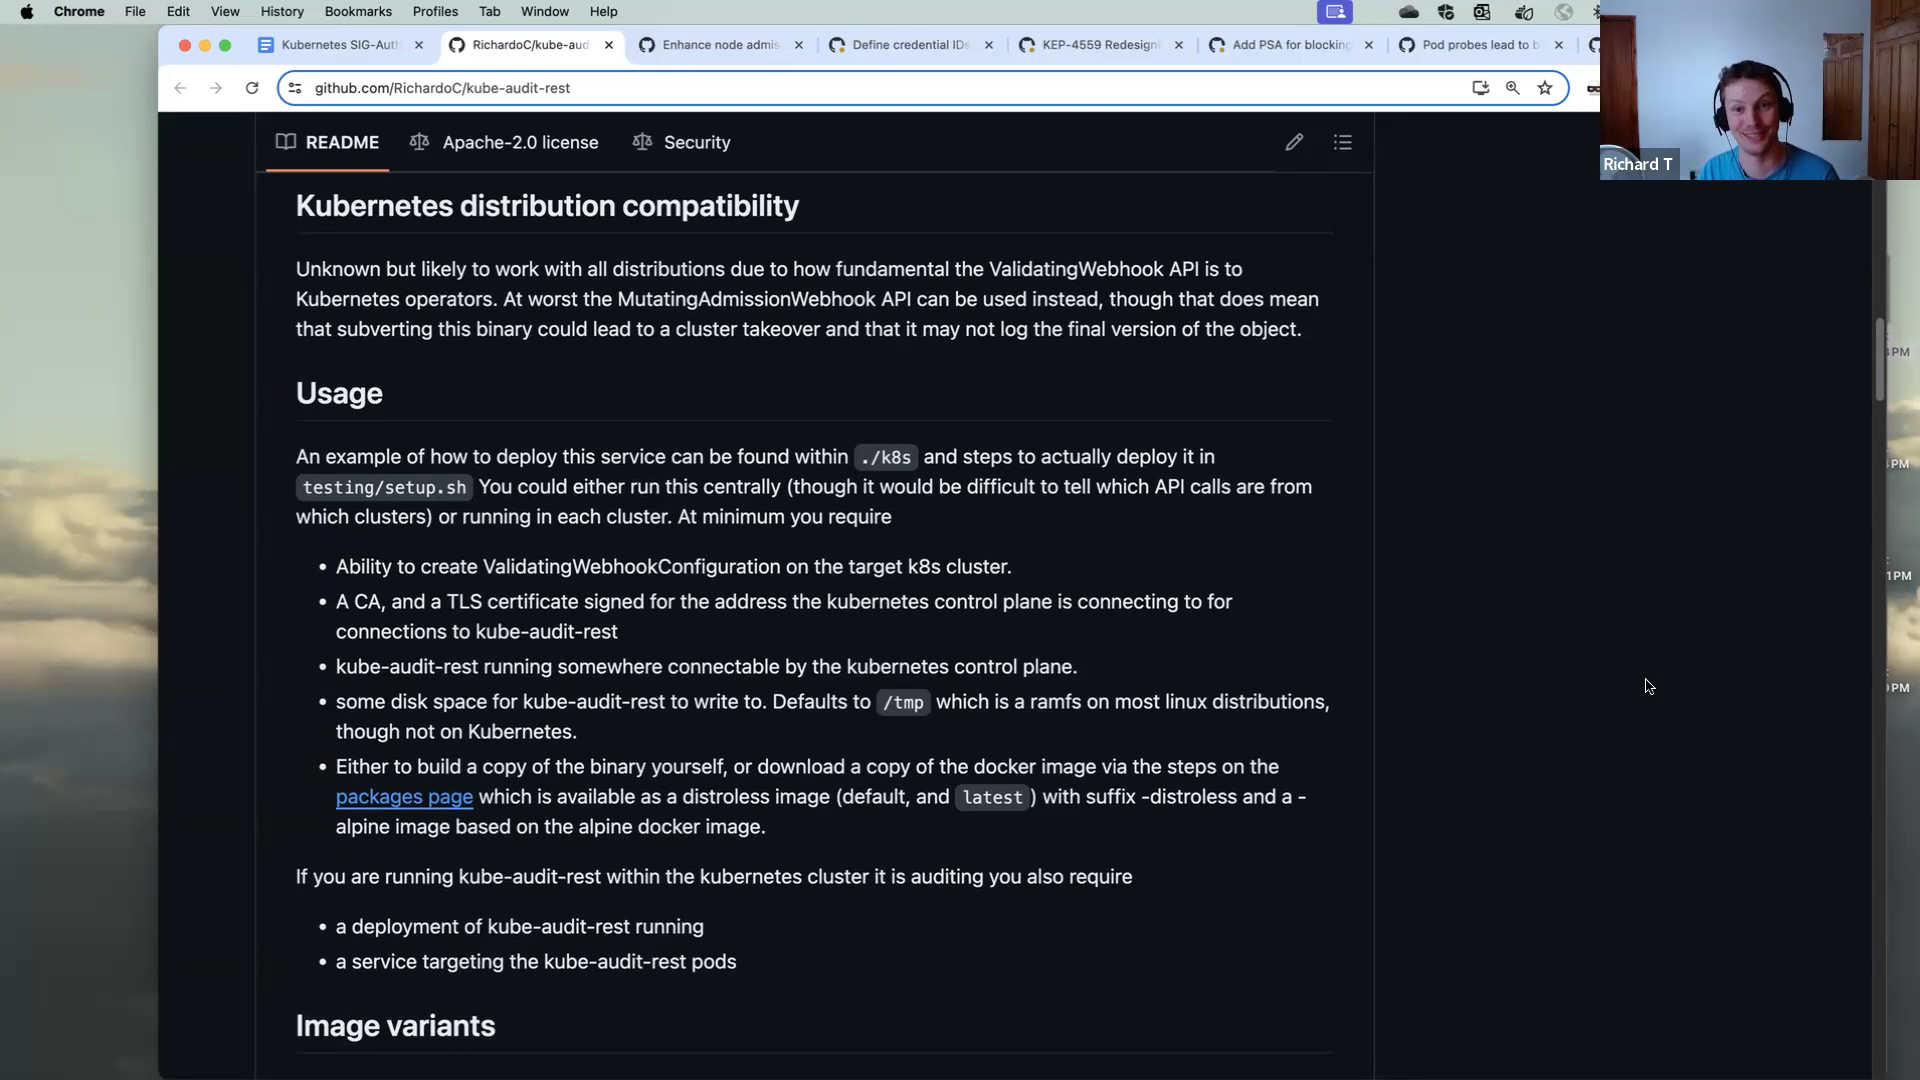 Chrome File Edit View History Bookmarks Profiles Tab Window Help
Kubernetes SIG-Auth
RichardoC/kube-aud
Enhance node admis
Define credential IDs
KEP-4559 Redesign
Add PSA for blocking
Pod probes lead to b
github.com/RichardoC/kube-audit-rest
Richard T
README
Apache-2.0 license
Security
Kubernetes distribution compatibility
Unknown but likely to work with all distributions due to how fundamental the ValidatingWebhook API is to
Kubernetes operators. At worst the MutatingAdmissionWebhook API can be used instead, though that does mean
that subverting this binary could lead to a cluster takeover and that it may not log the final version of the object.
Usage
An example of how to deploy this service can be found within ./k8s and steps to actually deploy it in
testing/setup.sh You could either run this centrally (though it would be difficult to tell which API calls are from
which clusters) or running in each cluster. At minimum you require
• Ability to create ValidatingWebhookConfiguration on the target k8s cluster.
• A CA, and a TLS certificate signed for the address the kubernetes control plane is connecting to for
connections to kube-audit-rest
• kube-audit-rest running somewhere connectable by the kubernetes control plane.
• some disk space for kube-audit-rest to write to. Defaults to /tmp which is a ramfs on most linux distributions,
though not on Kubernetes.
• Either to build a copy of the binary yourself, or download a copy of the docker image via the steps on the
packages page which is available as a distroless image (default, and latest ) with suffix -distroless and a -
alpine image based on the alpine docker image.
If you are running kube-audit-rest within the kubernetes cluster it is auditing you also require
• a deployment of kube-audit-rest running
• a service targeting the kube-audit-rest pods
Image variants
PM
PM
1PM
PM